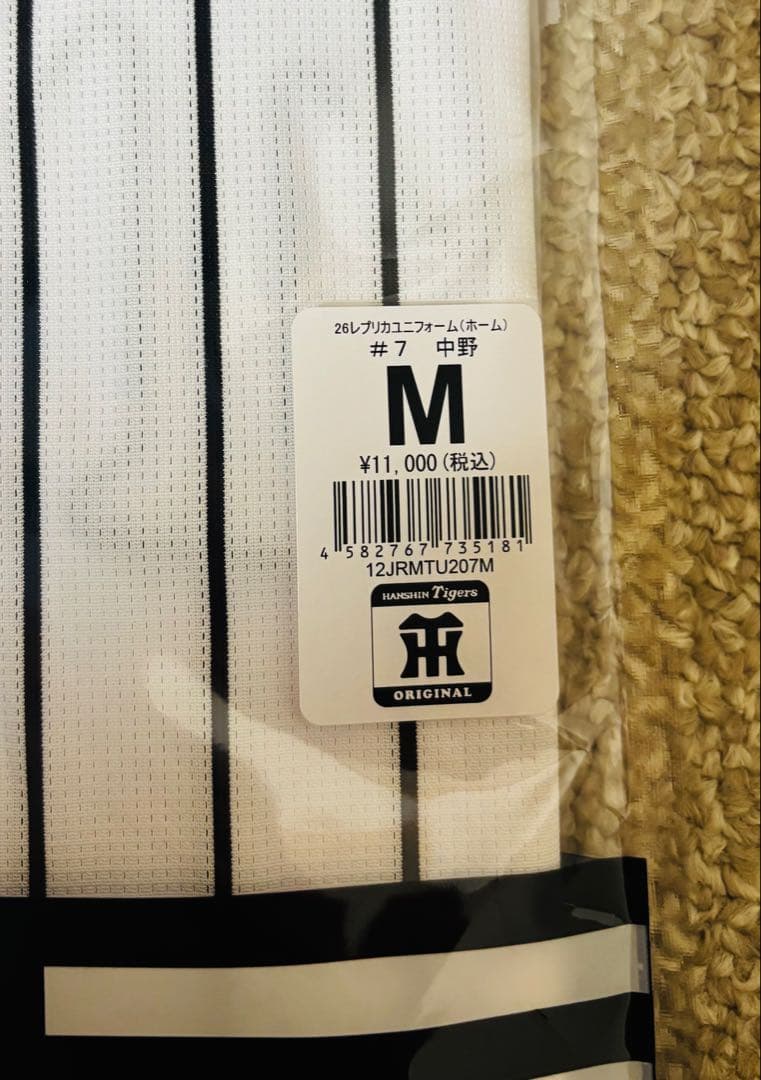 26レプリカユニフォーム(ホーム)
#7 中野
M
¥11,000(税込)
4 582767 735181
12JRMTU207M
HANSHIN Tigers
TH
ORIGINAL